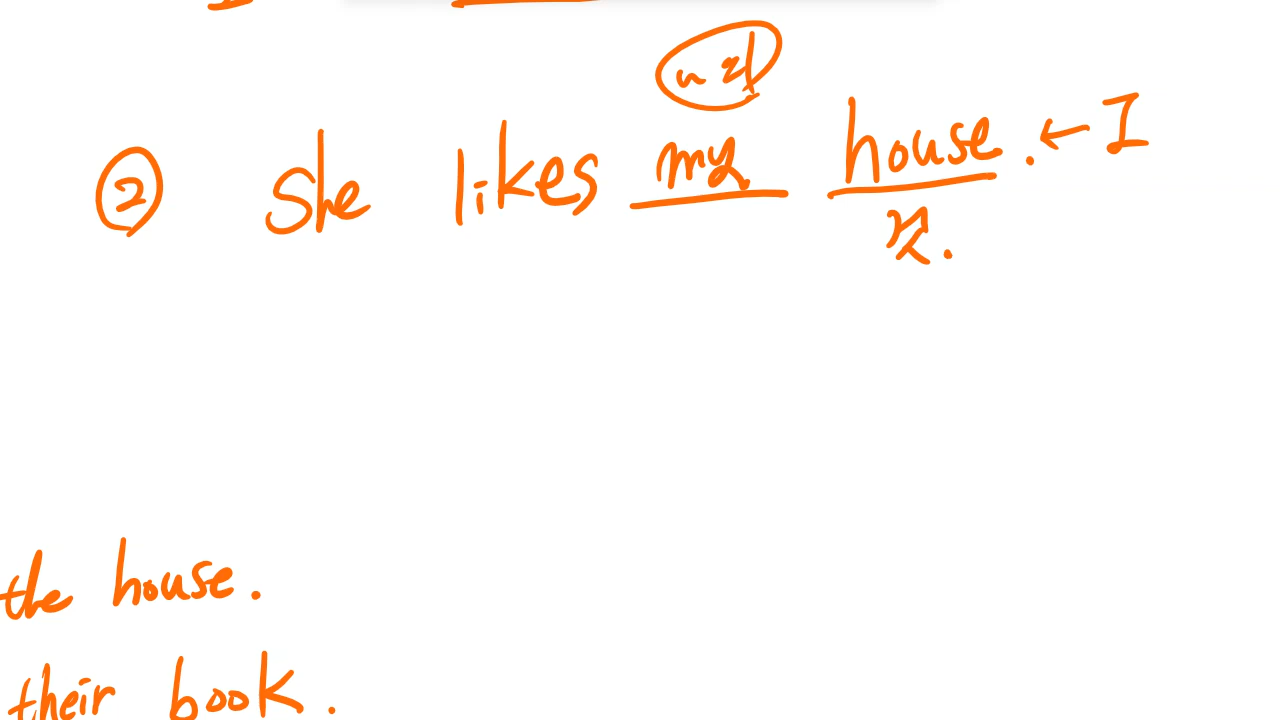 ② She likes my house. ← I
the house.
their book.